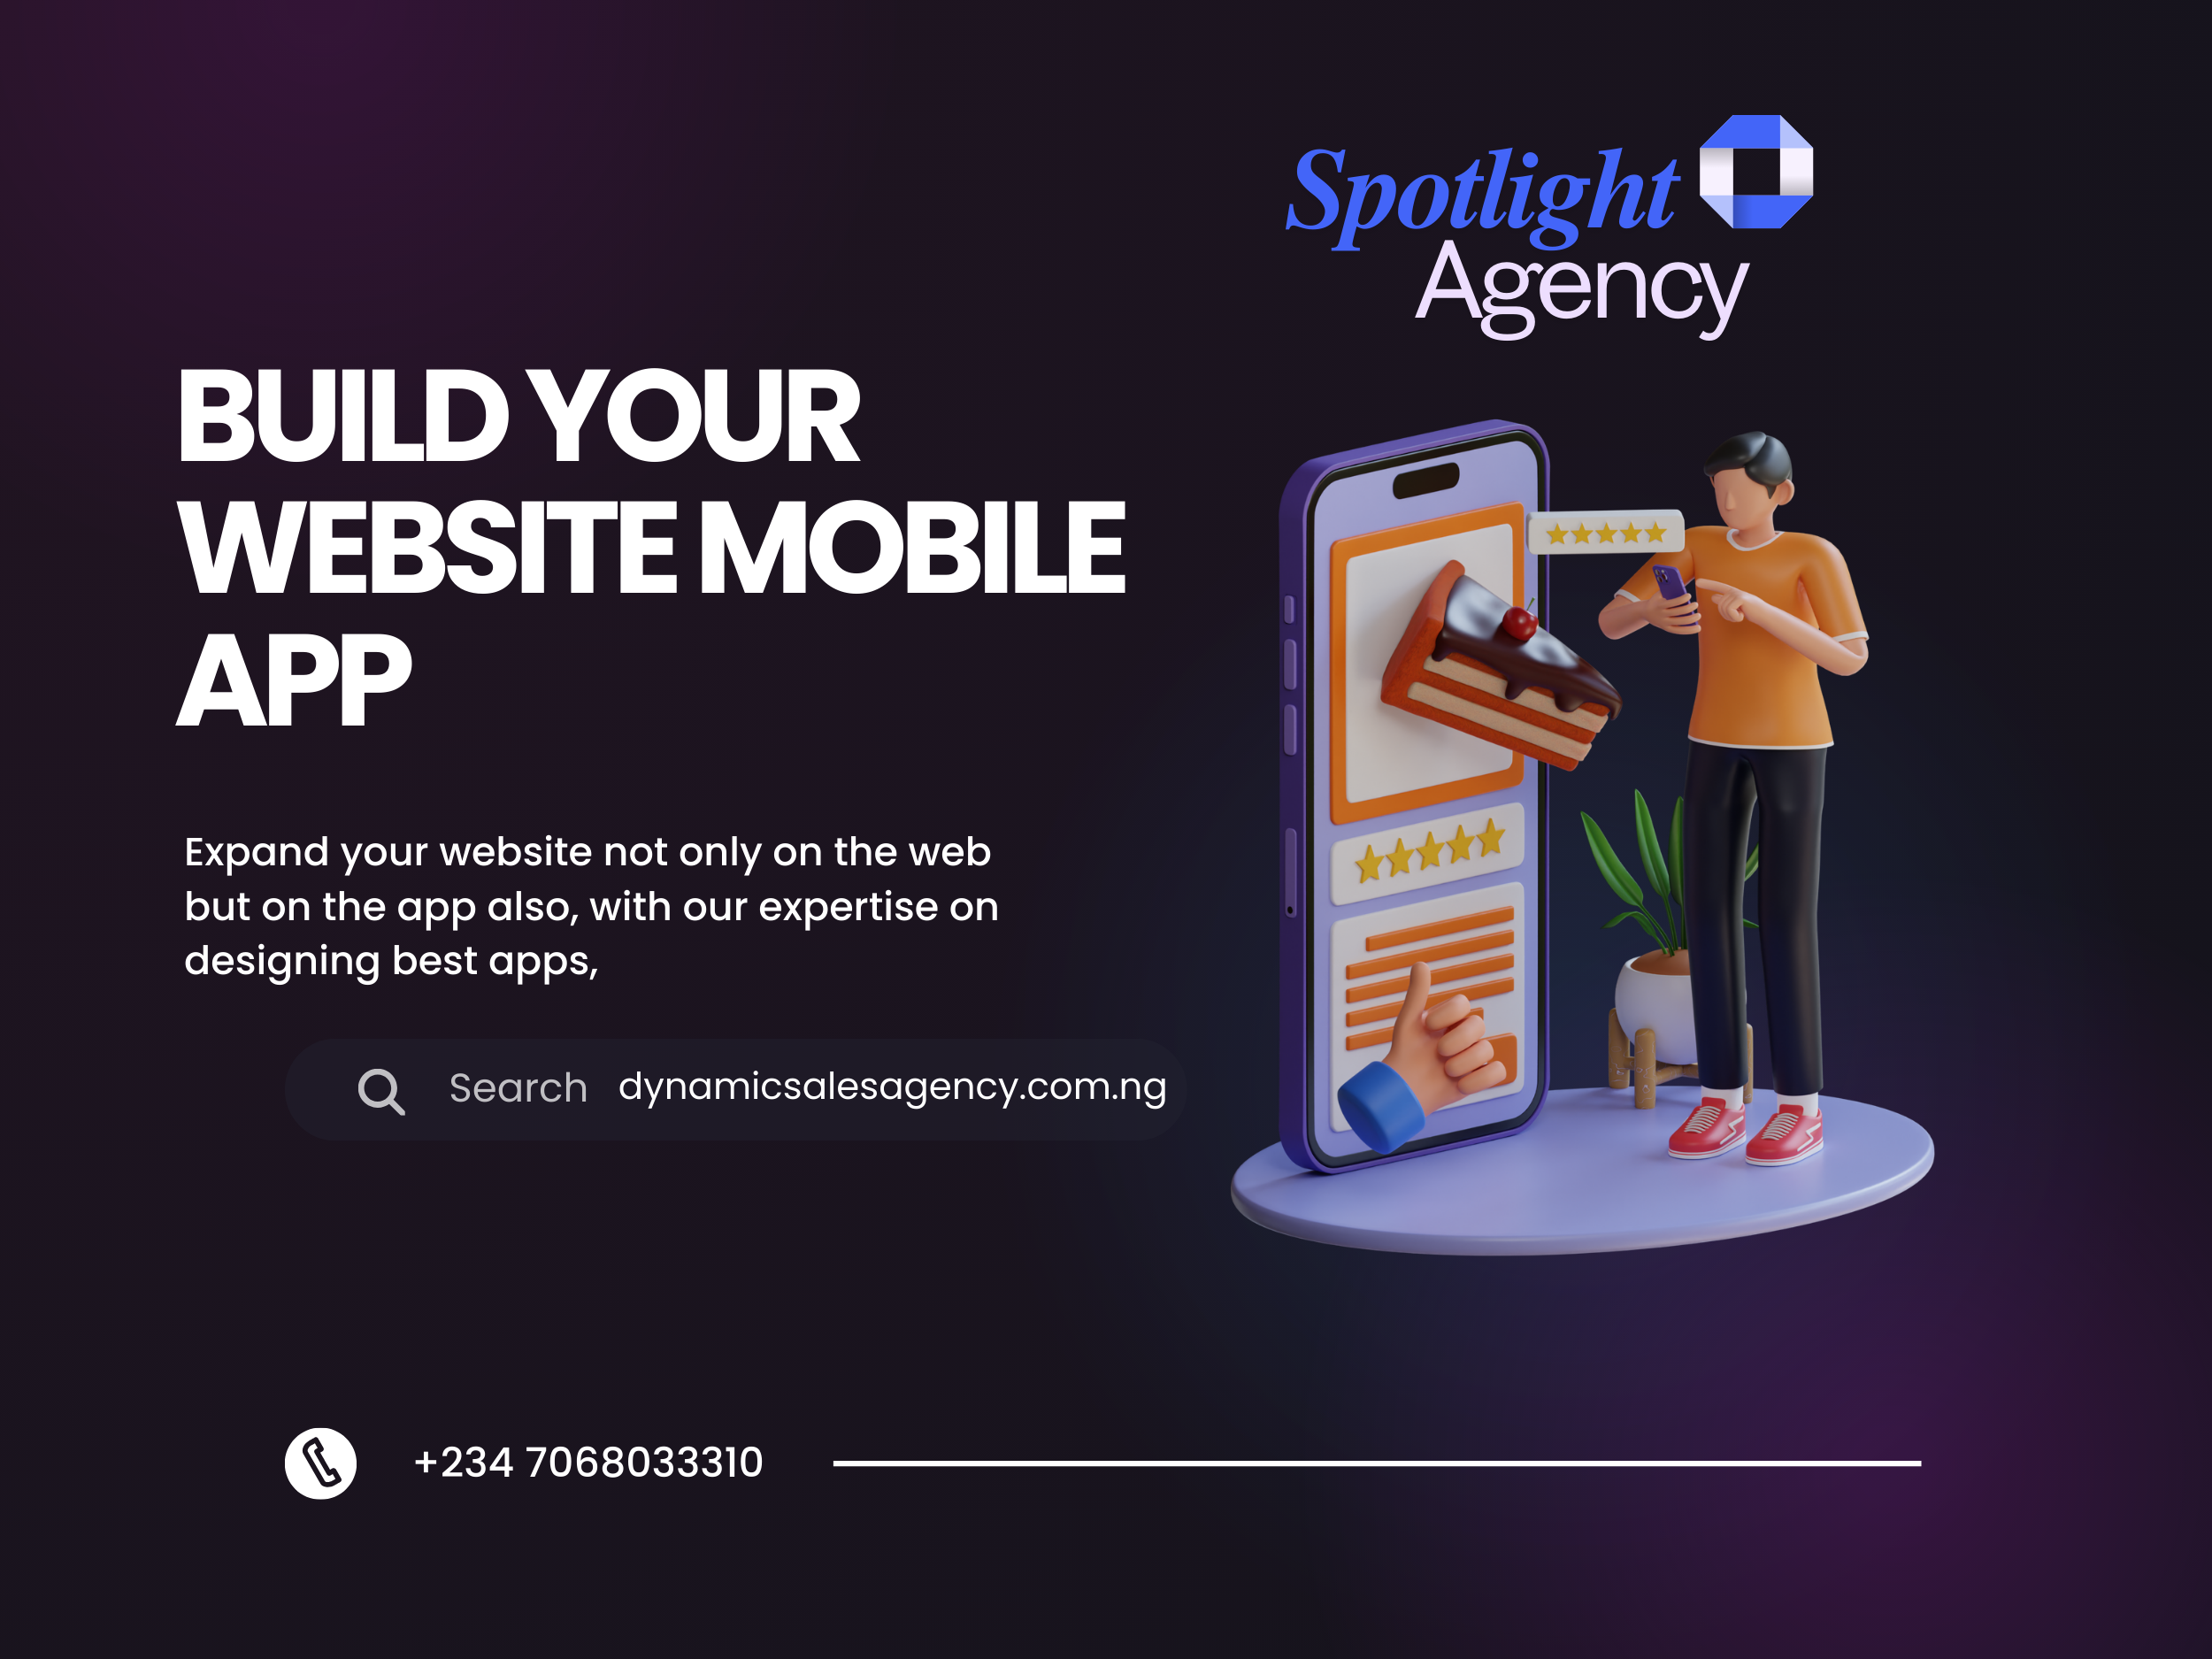 Spotlight
Agency
BUILD YOUR
WEBSITE MOBILE
APP
Expand your website not only on the web
but on the app also, with our expertise on
designing best apps,
Search dynamicsalesagency.com.ng
+234 7068033310